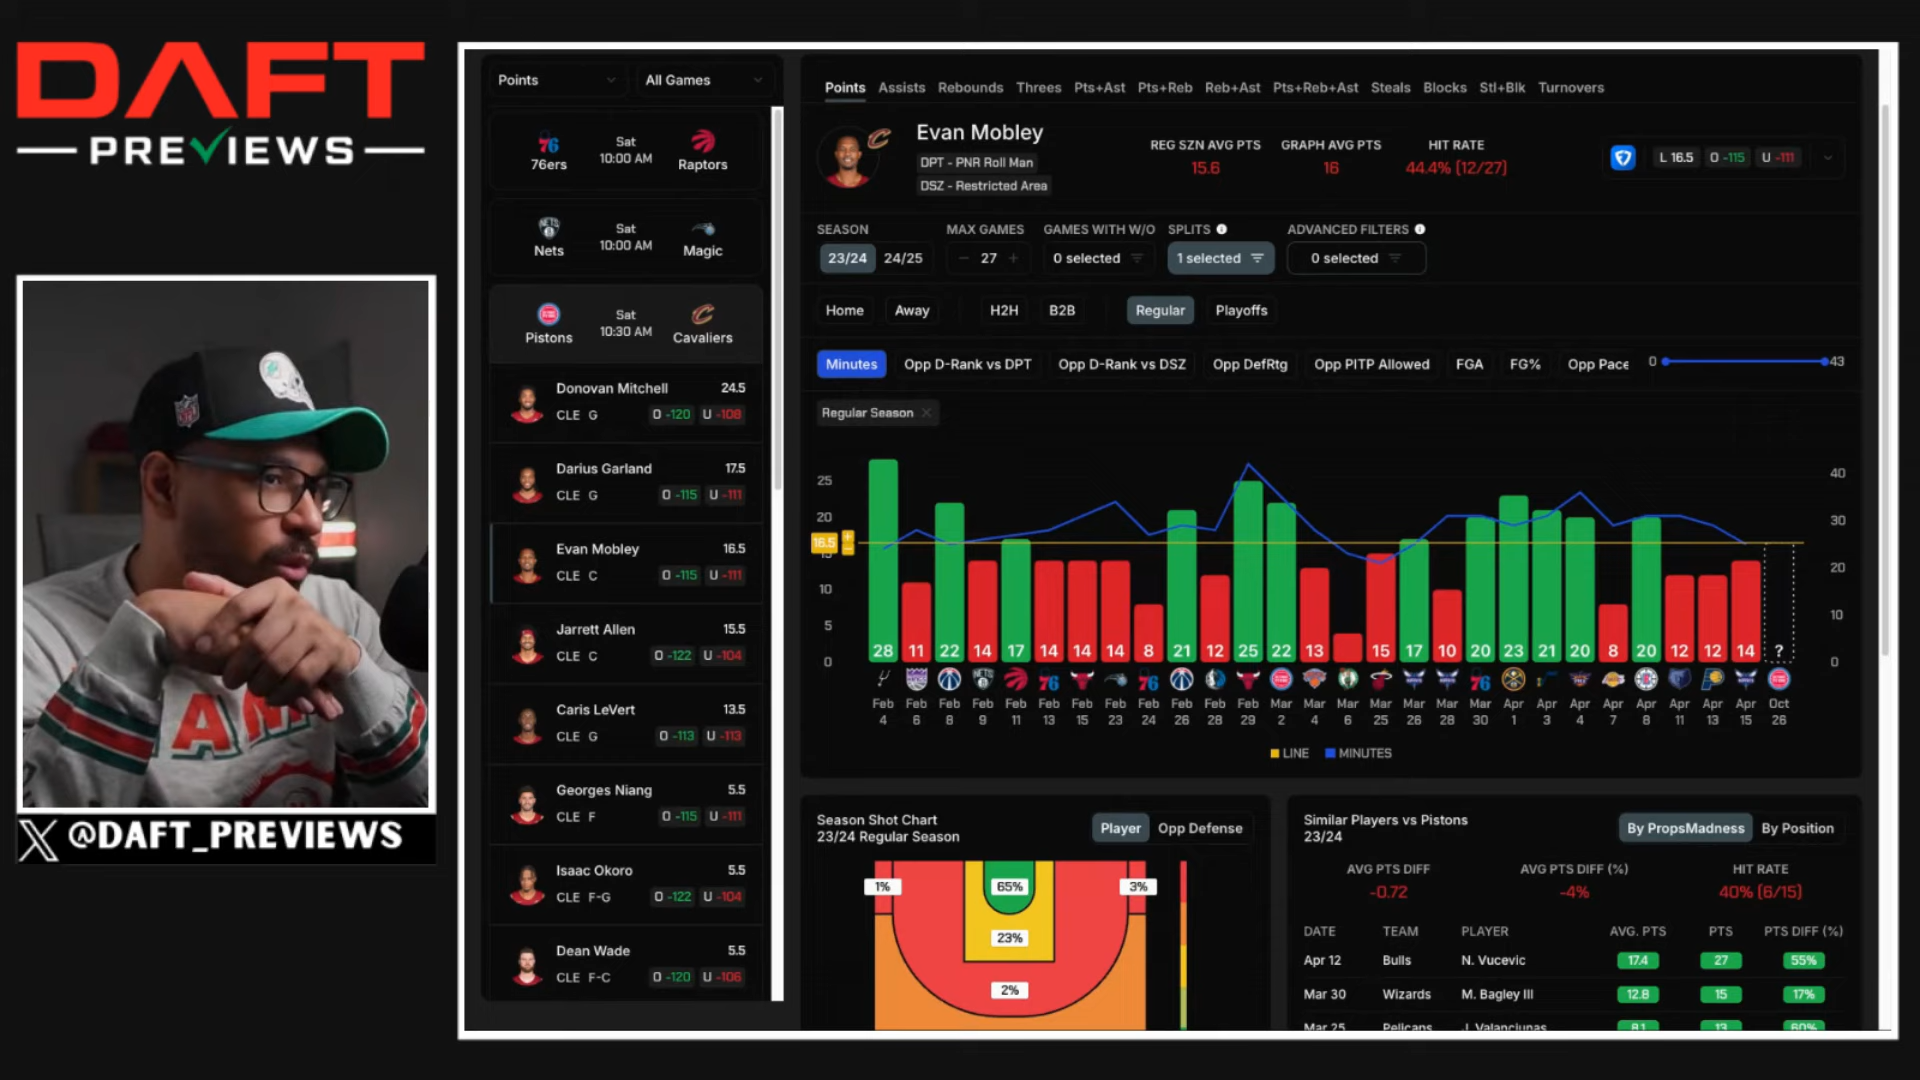 DAFT
PREVIEWS
@DAFT_PREVIEWS
Points
All Games
76ers
Sat
10:00 AM
Raptors
Nets
Sat
10:00 AM
Magic
Pistons
Sat
10:30 AM
Cavaliers
Donovan Mitchell 24.5
CLE G O -120 U -108
Darius Garland 17.5
CLE G O -115 U -111
Evan Mobley 16.5
CLE C O -115 U -111
Jarrett Allen 15.5
CLE C O -122 U -104
Caris LeVert 13.5
CLE G O -113 U -113
Georges Niang 5.5
CLE F O -115 U -111
Isaac Okoro 5.5
CLE F-G O -122 U -104
Dean Wade 5.5
CLE F-C O -120 U -106
Points Assists Rebounds Threes Pts+Ast Pts+Reb Reb+Ast Pts+Reb+Ast Steals Blocks Stl+Blk Turnovers
Evan Mobley
DPT - PNR Roll Man
DSZ - Restricted Area
REG SZN AVG PTS
15.6
GRAPH AVG PTS
16
HIT RATE
44.4% (12/27)
L 16.5 O -115 U -111
SEASON MAX GAMES GAMES WITH W/O SPLITS ADVANCED FILTERS
23/24 24/25 − 27 + 0 selected 1 selected 0 selected
Home Away H2H B2B Regular Playoffs
Minutes Opp D-Rank vs DPT Opp D-Rank vs DSZ Opp DefRtg Opp PITP Allowed FGA FG% Opp Pace 0 43
Regular Season ×
25
20
16.5
15
10
5
0
40
30
20
10
0
28 11 22 14 17 14 14 14 8 21 12 25 22 13 15 17 10 20 23 21 20 8 20 12 12 14 ?
Feb Feb Feb Feb Feb Feb Feb Feb Feb Feb Feb Feb Mar Mar Mar Mar Mar Mar Mar Apr Apr Apr Apr Apr Apr Apr Apr Oct
4 6 8 9 11 13 15 23 24 26 28 29 2 4 6 25 26 28 30 1 3 4 7 8 11 13 15 26
LINE MINUTES
Season Shot Chart
23/24 Regular Season
Player Opp Defense
1% 65% 3%
23%
2%
Similar Players vs Pistons
23/24
By PropsMadness By Position
AVG PTS DIFF AVG PTS DIFF (%) HIT RATE
-0.72 -4% 40% (6/15)
DATE TEAM PLAYER AVG. PTS PTS PTS DIFF (%)
Apr 12 Bulls N. Vucevic 17.4 27 55%
Mar 30 Wizards M. Bagley III 12.8 15 17%
Mar 25 Pelicans J. Valanciunas 8.1 13 60%